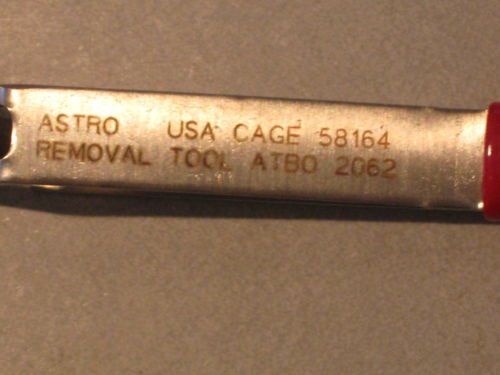 ASTRO USA CAGE 58164
REMOVAL TOOL ATBO 2062